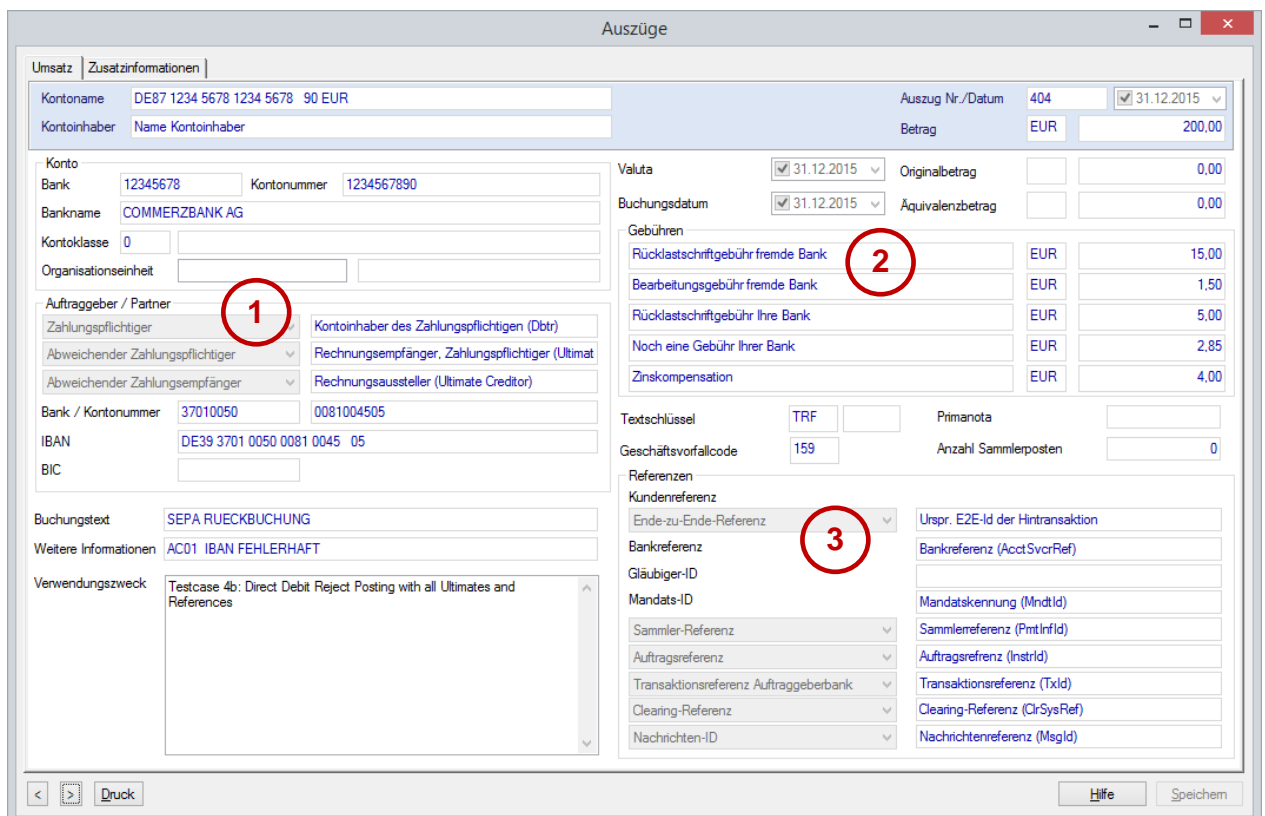 Auszüge
Umsatz Zusatzinformationen
Kontoname DE87 1234 5678 1234 5678 90 EUR Auszug Nr./Datum 404 31.12.2015
Kontoinhaber Name Kontoinhaber Betrag EUR 200,00
Konto
Bank 12345678 Kontonummer 1234567890
Bankname COMMERZBANK AG
Kontoklasse 0
Organisationseinheit
Auftraggeber / Partner
1
Zahlungspflichtiger Kontoinhaber des Zahlungspflichtigen (Dbtr)
Abweichender Zahlungspflichtiger Rechnungsempfänger, Zahlungspflichtiger (Ultimat
Abweichender Zahlungsempfänger Rechnungsaussteller (Ultimate Creditor)
Bank / Kontonummer 37010050 0081004505
IBAN DE39 3701 0050 0081 0045 05
BIC
Buchungstext SEPA RUECKBUCHUNG
Weitere Informationen AC01 IBAN FEHLERHAFT
Verwendungszweck Testcase 4b: Direct Debit Reject Posting with all Ultimates and
References
Valuta 31.12.2015 Originalbetrag 0,00
Buchungsdatum 31.12.2015 Äquivalenzbetrag 0,00
Gebühren
2
Rücklastschriftgebühr fremde Bank EUR 15,00
Bearbeitungsgebühr fremde Bank EUR 1,50
Rücklastschriftgebühr Ihre Bank EUR 5,00
Noch eine Gebühr Ihrer Bank EUR 2,85
Zinskompensation EUR 4,00
Textschlüssel TRF Primanota
Geschäftsvorfallcode 159 Anzahl Sammlerposten 0
Referenzen
Kundenreferenz
3
Ende-zu-Ende-Referenz Urspr. E2E-Id der Hintransaktion
Bankreferenz Bankreferenz (AcctSvcrRef)
Gläubiger-ID
Mandats-ID Mandatskennung (MndtId)
Sammler-Referenz Sammlerreferenz (PmtInfId)
Auftragsreferenz Auftragsrefrenz (InstrId)
Transaktionsreferenz Auftraggeberbank Transaktionsreferenz (TxId)
Clearing-Referenz Clearing-Referenz (ClrSysRef)
Nachrichten-ID Nachrichtenreferenz (MsgId)
< > Druck Hilfe Speichern